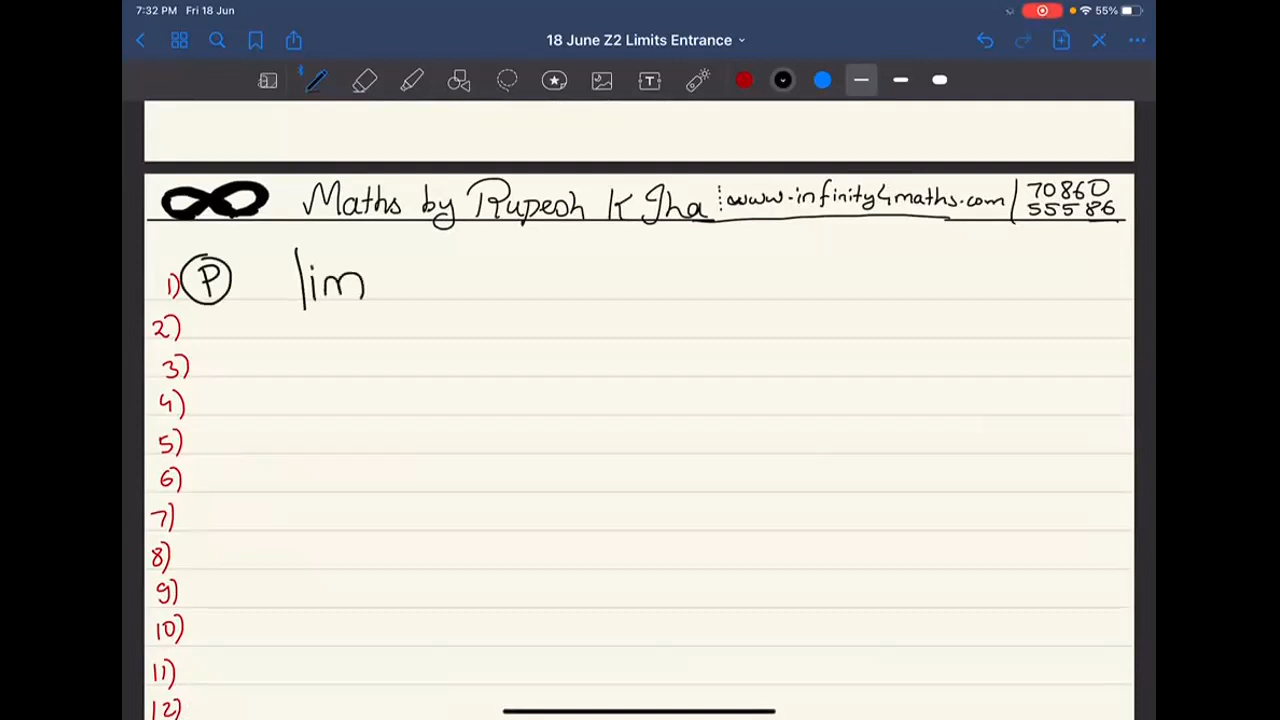 7:32 PM Fri 18 Jun
55%
18 June Z2 Limits Entrance
T
∞ Maths by Rupesh K Jha www.infinity4maths.com 70860 55586
1) P lim
2)
3)
4)
5)
6)
7)
8)
9)
10)
11)
12)